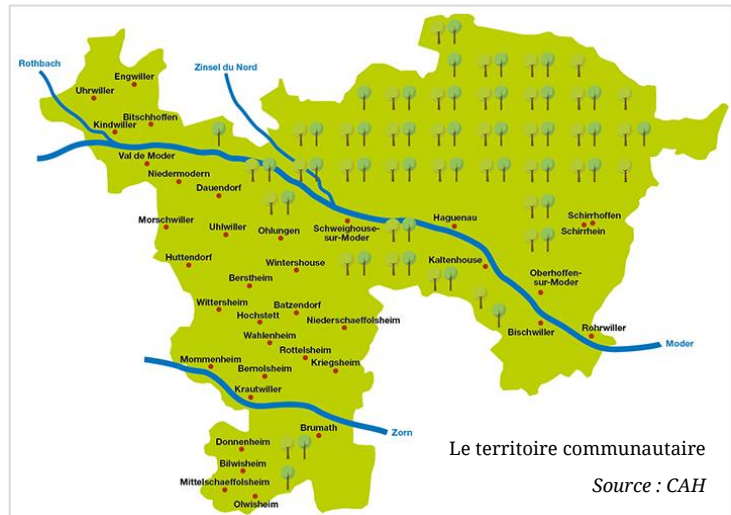 Rothbach
Zinsel du Nord
Engwiller
Uhrwiller
Bitschhoffen
Kindwiller
Val de Moder
Niedermodern
Dauendorf
Morschwiller
Uhlwiller
Ohlungen
Schweighouse-
sur-Moder
Haguenau
Schirrhoffen
Schirrhein
Huttendorf
Wintershouse
Kaltenhouse
Berstheim
Oberhoffen-
sur-Moder
Wittersheim
Batzendorf
Hochstett
Niederschaeffolsheim
Bischwiller
Rohrwiller
Wahlenheim
Moder
Rottelsheim
Mommenheim
Kriegsheim
Bernolsheim
Krautwiller
Brumath
Zorn
Donnenheim
Bilwisheim
Mittelschaeffolsheim
Olwisheim
Le territoire communautaire
Source : CAH